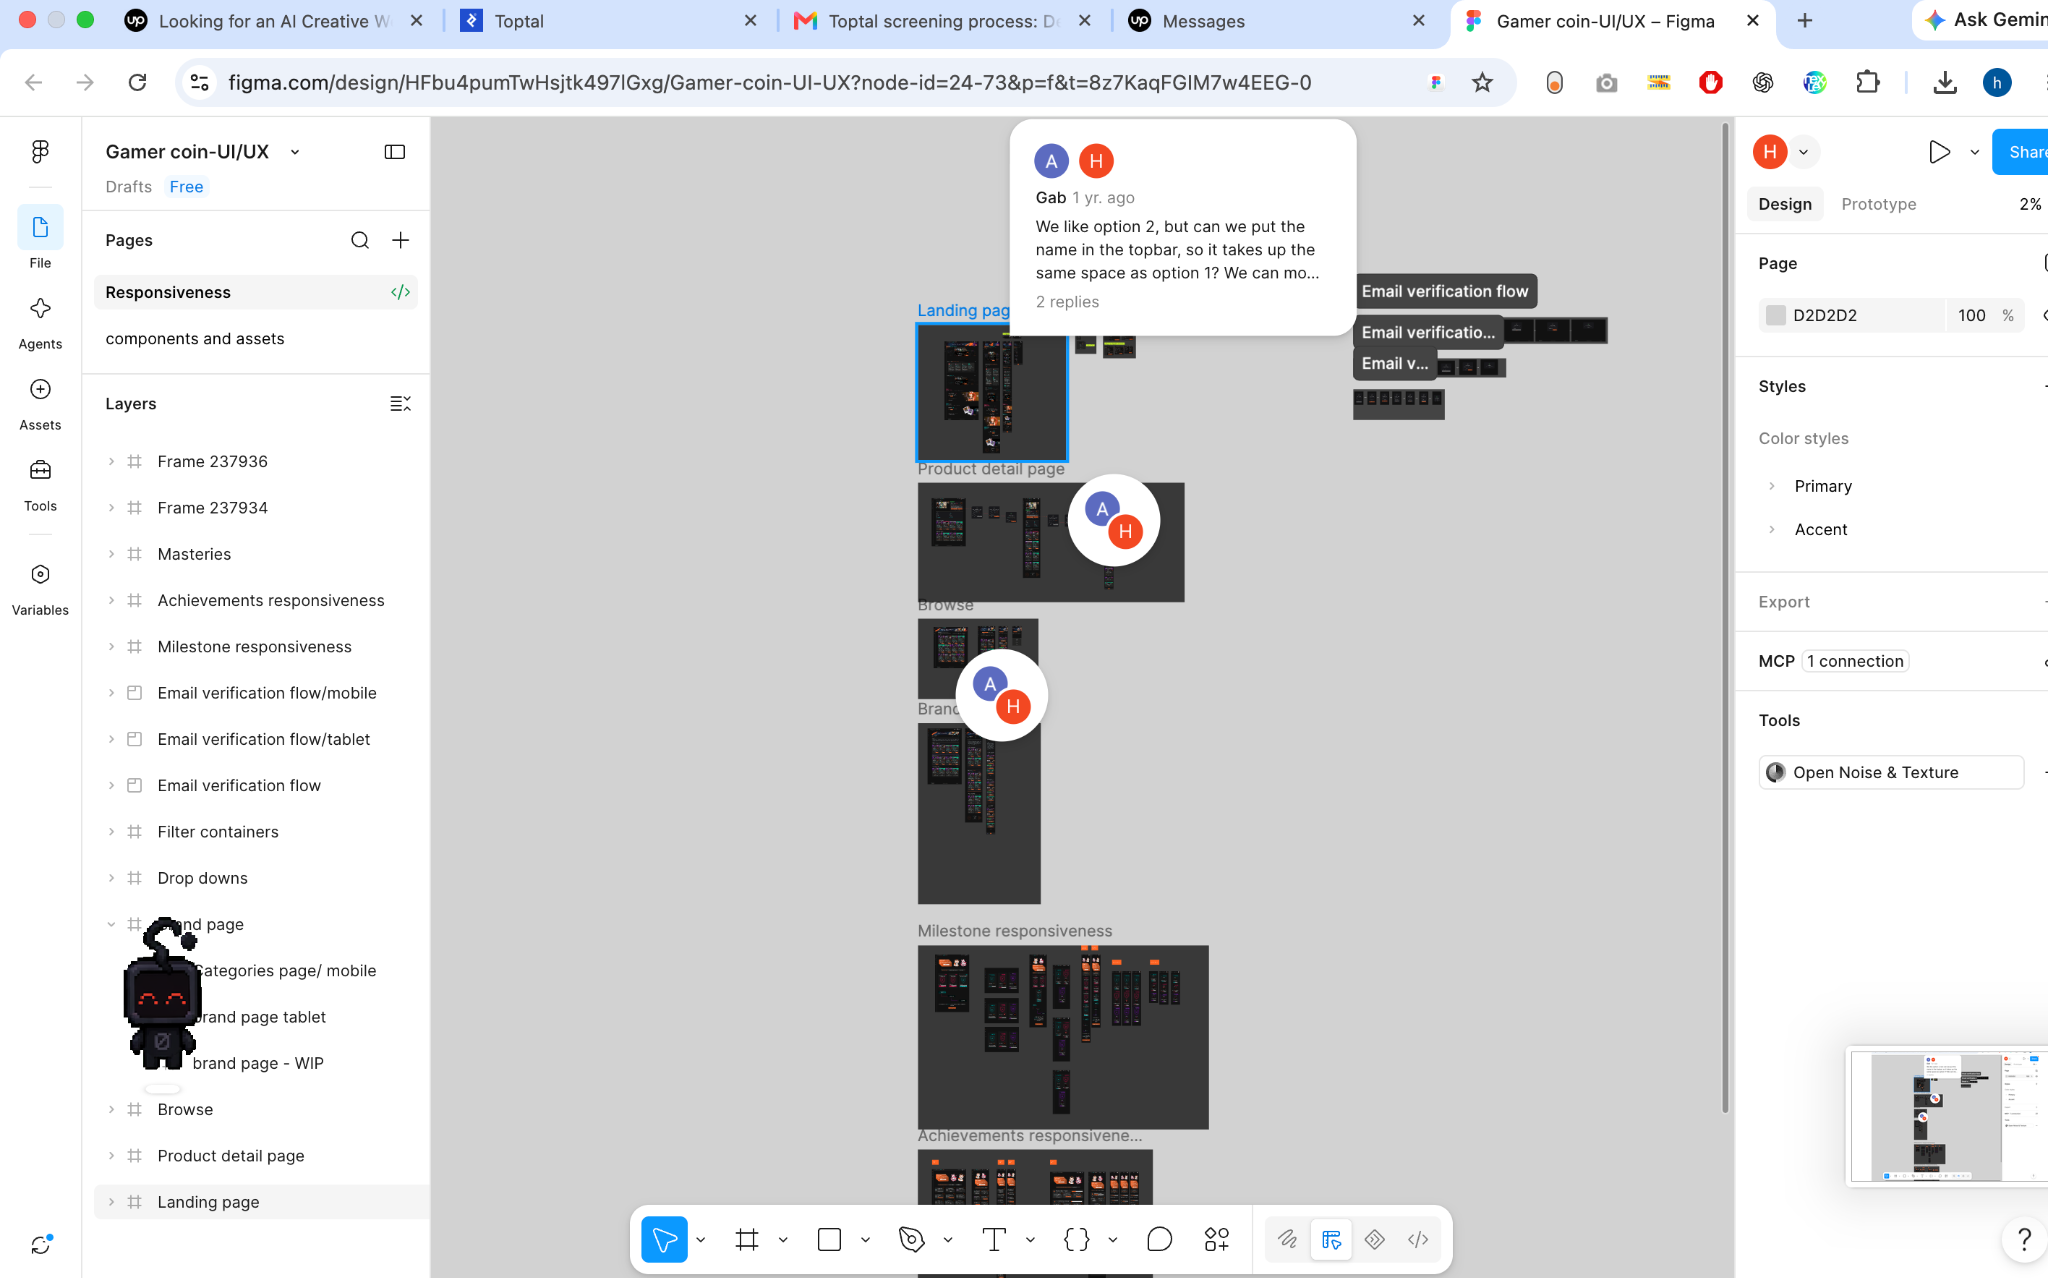 Looking for an AI Creative W
Toptal
Toptal screening process: De
Messages
Gamer coin-UI/UX – Figma
Ask Gemin
figma.com/design/HFbu4pumTwHsjtk497lGxg/Gamer-coin-UI-UX?node-id=24-73&p=f&t=8z7KaqFGlM7w4EEG-0
h
Gamer coin-UI/UX
Drafts
Free
File
Agents
Assets
Tools
Variables
Pages
Responsiveness
components and assets
Layers
Frame 237936
Frame 237934
Masteries
Achievements responsiveness
Milestone responsiveness
Email verification flow/mobile
Email verification flow/tablet
Email verification flow
Filter containers
Drop downs
nd page
Categories page/ mobile
brand page tablet
brand page - WIP
Browse
Product detail page
Landing page
A H
Gab 1 yr. ago
We like option 2, but can we put the
name in the topbar, so it takes up the
same space as option 1? We can mo...
2 replies
Landing pag
Email verification flow
Email verificatio...
Email v...
Product detail page
A
H
Browse
A
H
Branc
Milestone responsiveness
Achievements responsivene...
H
Share
Design
Prototype
2%
Page
D2D2D2
100 %
Styles
Color styles
Primary
Accent
Export
MCP
1 connection
Tools
Open Noise & Texture
?